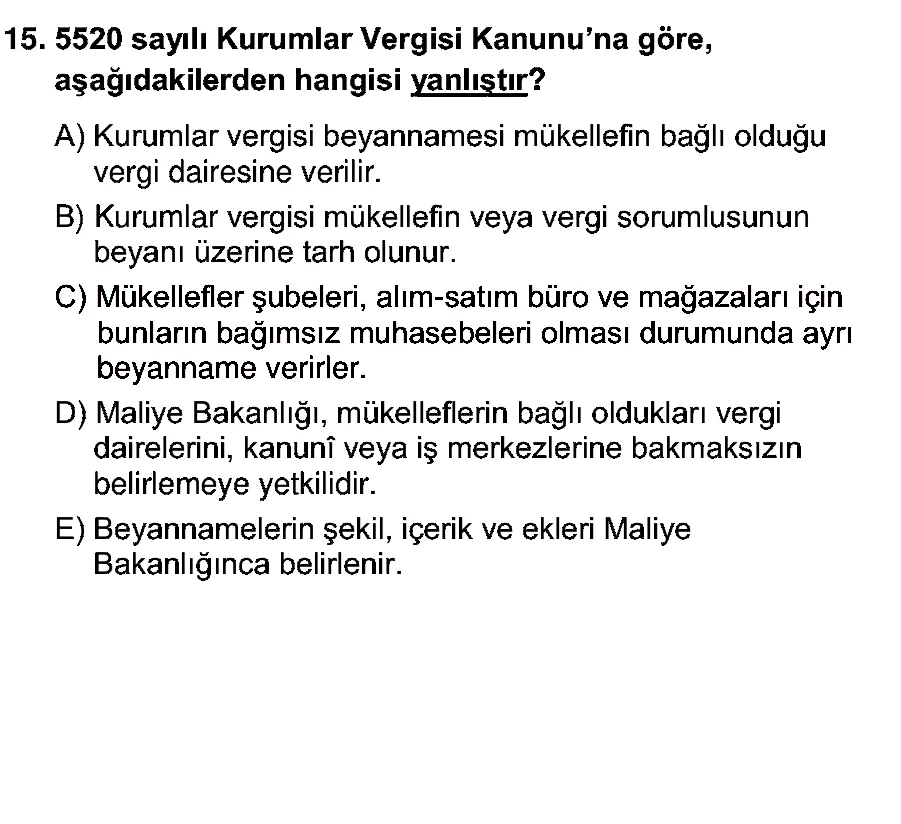 15. 5520 sayılı Kurumlar Vergisi Kanunu’na göre,
aşağıdakilerden hangisi yanlıştır?
A) Kurumlar vergisi beyannamesi mükellefin bağlı olduğu
vergi dairesine verilir.
B) Kurumlar vergisi mükellefin veya vergi sorumlusunun
beyanı üzerine tarh olunur.
C) Mükellefler şubeleri, alım-satım büro ve mağazaları için
bunların bağımsız muhasebeleri olması durumunda ayrı
beyanname verirler.
D) Maliye Bakanlığı, mükelleflerin bağlı oldukları vergi
dairelerini, kanunî veya iş merkezlerine bakmaksızın
belirlemeye yetkilidir.
E) Beyannamelerin şekil, içerik ve ekleri Maliye
Bakanlığınca belirlenir.